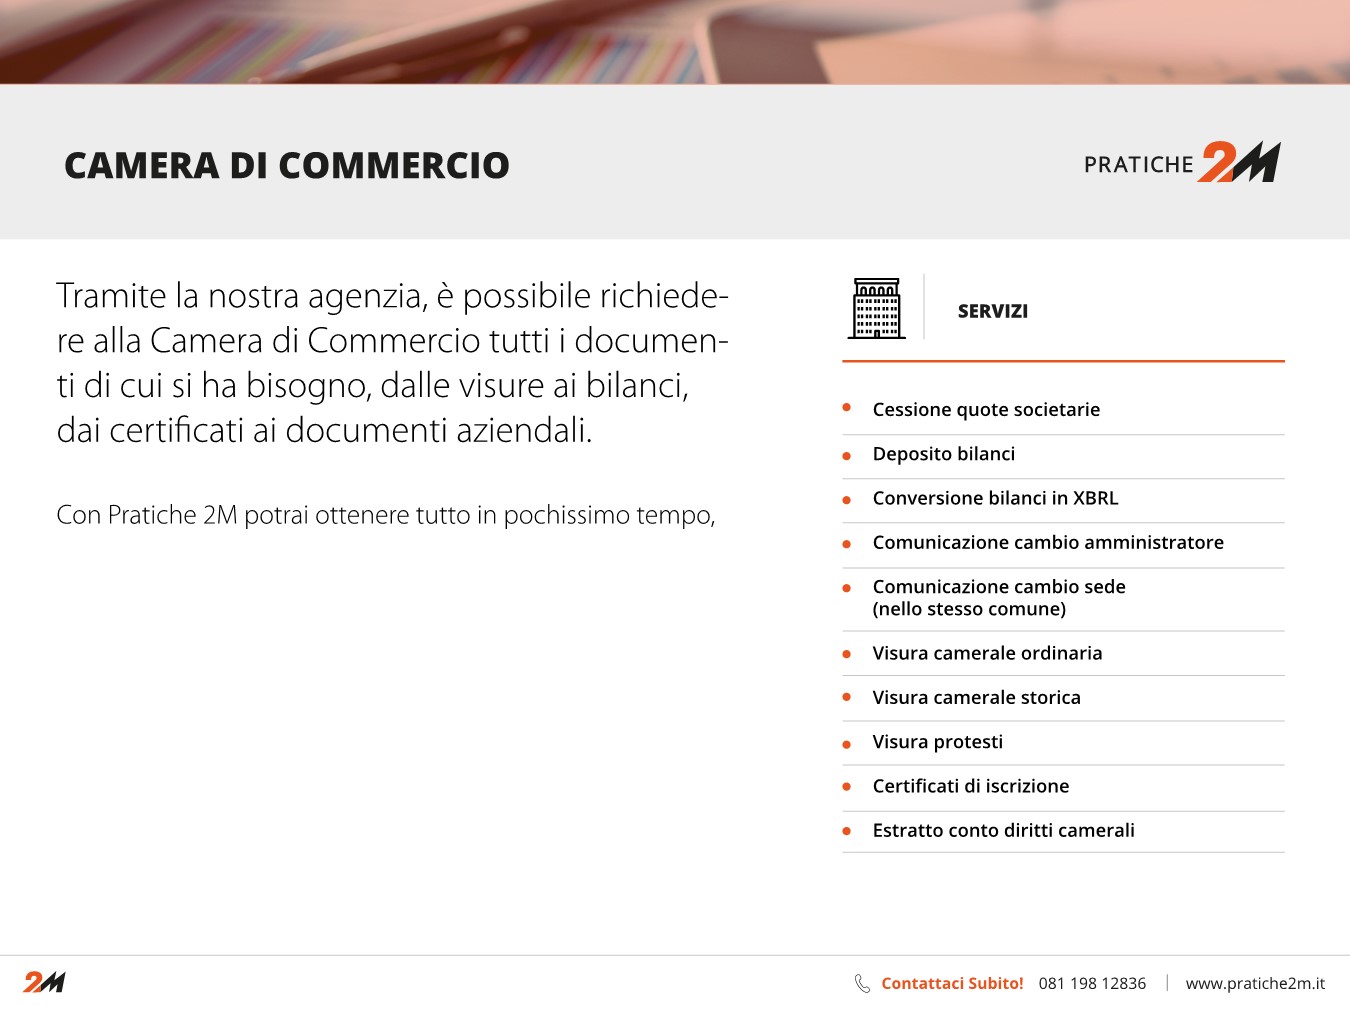 CAMERA DI COMMERCIO
PRATICHE 2M
Tramite la nostra agenzia, è possibile richiede-
re alla Camera di Commercio tutti i documen-
ti di cui si ha bisogno, dalle visure ai bilanci,
dai certificati ai documenti aziendali.
Con Pratiche 2M potrai ottenere tutto in pochissimo tempo,
SERVIZI
Cessione quote societarie
Deposito bilanci
Conversione bilanci in XBRL
Comunicazione cambio amministratore
Comunicazione cambio sede
(nello stesso comune)
Visura camerale ordinaria
Visura camerale storica
Visura protesti
Certificati di iscrizione
Estratto conto diritti camerali
2M
Contattaci Subito! 081 198 12836 | www.pratiche2m.it